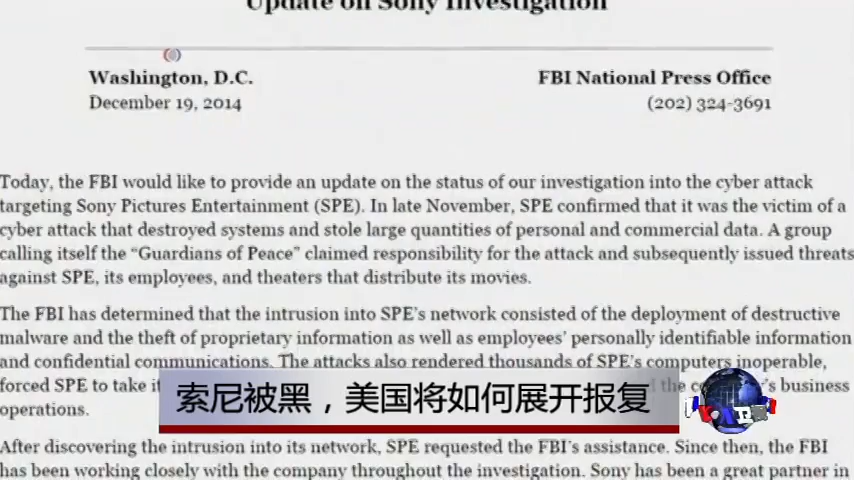 Update on Sony Investigation
Washington, D.C.
FBI National Press Office
December 19, 2014
(202) 324-3691
Today, the FBI would like to provide an update on the status of our investigation into the cyber attack
targeting Sony Pictures Entertainment (SPE). In late November, SPE confirmed that it was the victim of a
cyber attack that destroyed systems and stole large quantities of personal and commercial data. A group
calling itself the “Guardians of Peace” claimed responsibility for the attack and subsequently issued threats
against SPE, its employees, and theaters that distribute its movies.
The FBI has determined that the intrusion into SPE’s network consisted of the deployment of destructive
malware and the theft of proprietary information as well as employees’ personally identifiable information
and confidential communications. The attacks also rendered thousands of SPE’s computers inoperable,
forced SPE to take the business
operations.
索尼被黑，美国将如何展开报复
After discovering the intrusion into its network, SPE requested the FBI’s assistance. Since then, the FBI
has been working closely with the company throughout the investigation. Sony has been a great partner in